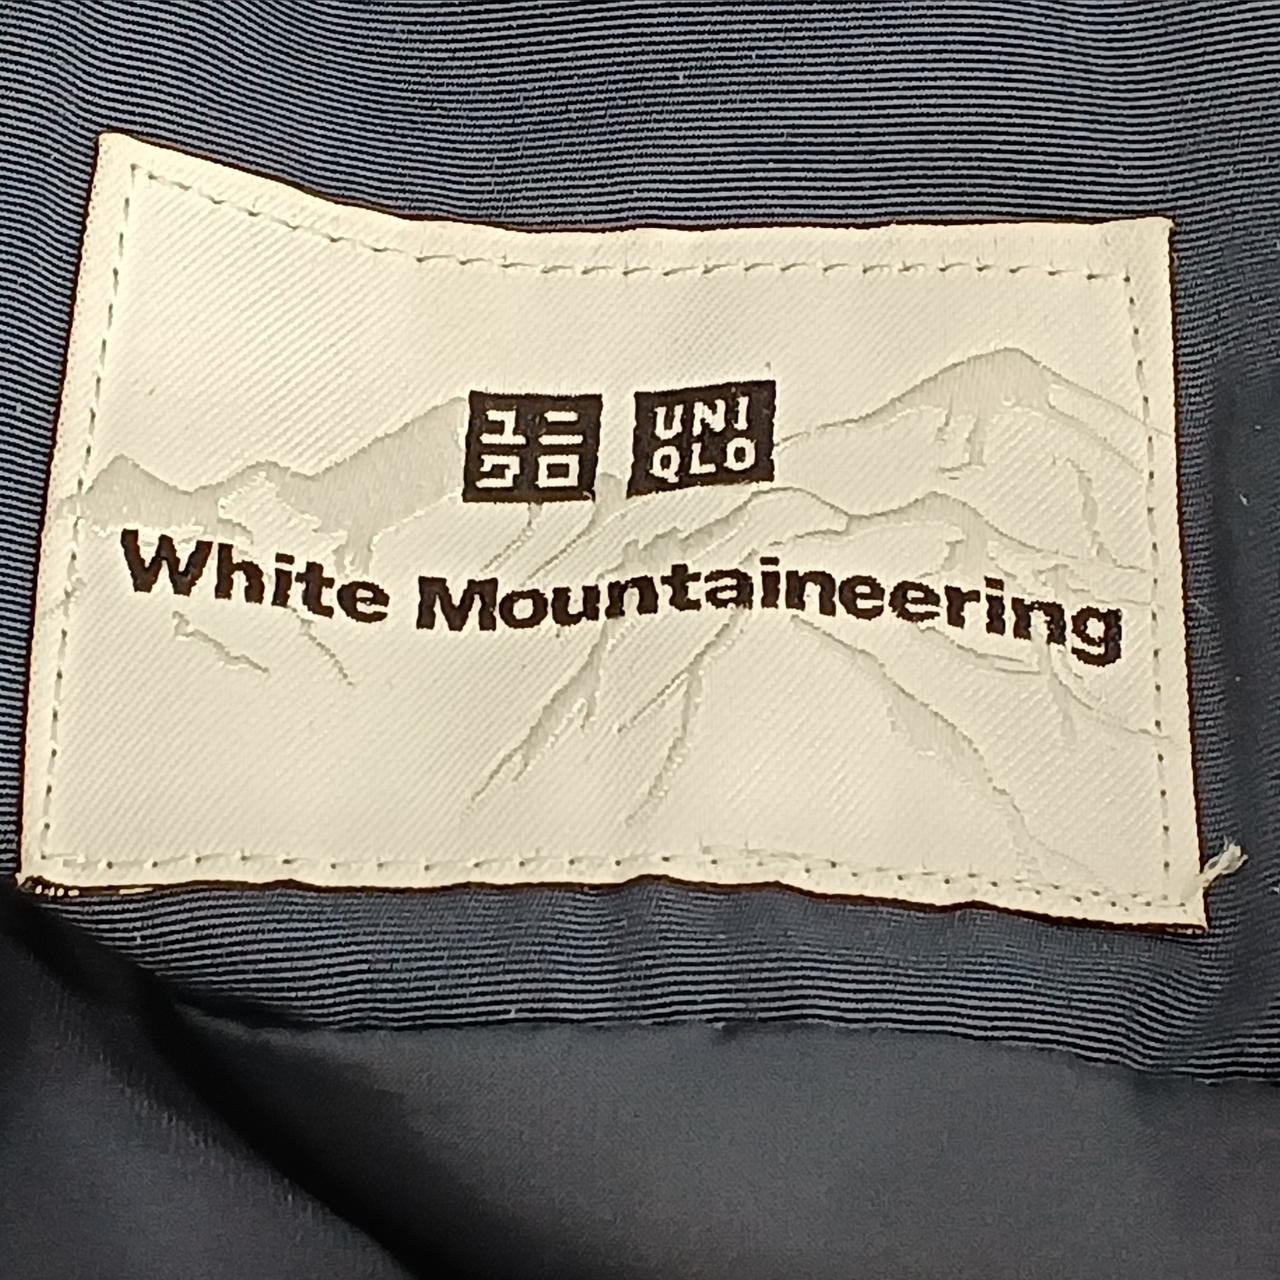 ユニ
クロ
UNI
QLO
White Mountaineering